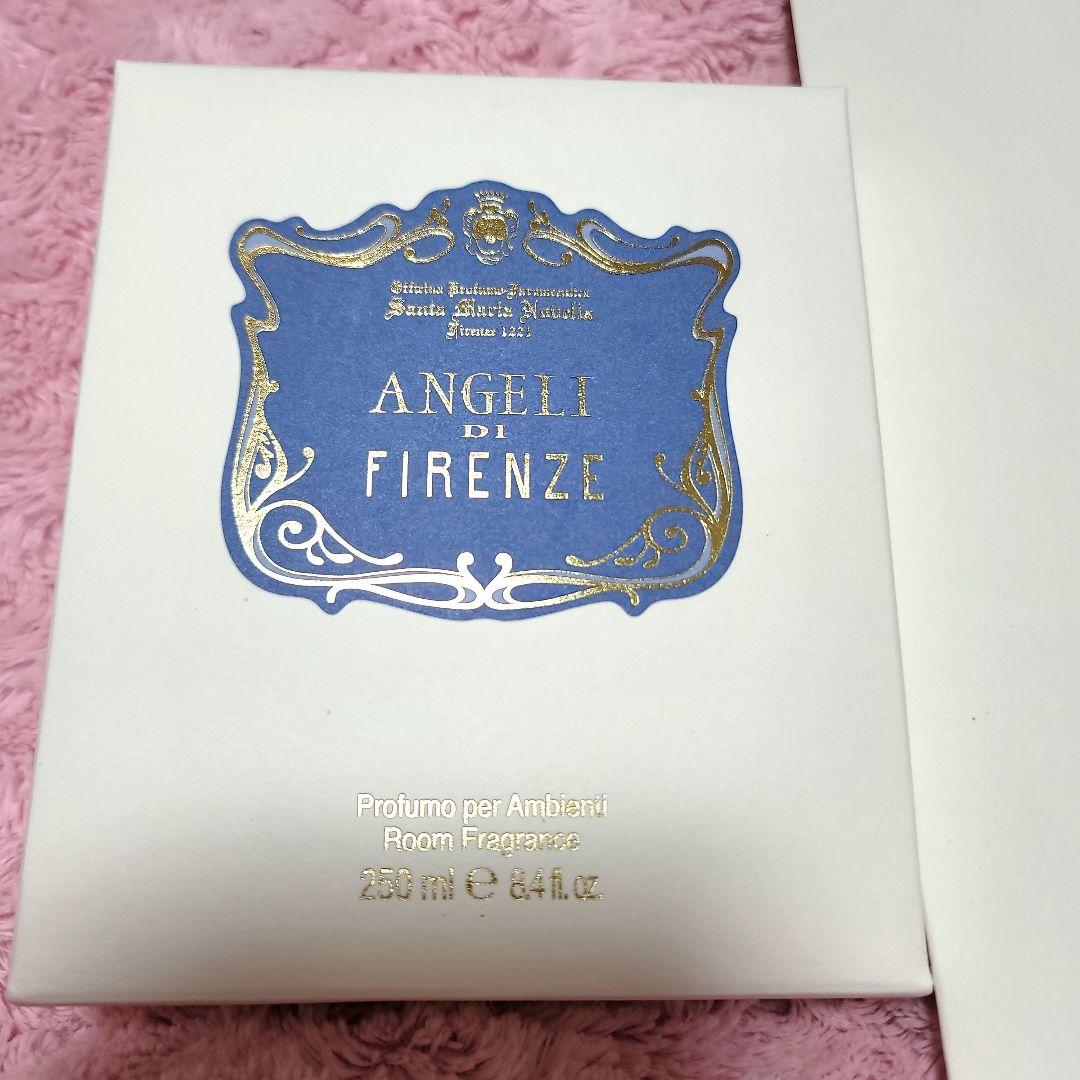 Officina Profumo-Farmaceutica
Santa Maria Novella
Firenze 1221
ANGELI
DI
FIRENZE
Profumo per Ambienti
Room Fragrance
250 ml e 8.4 fl. oz.